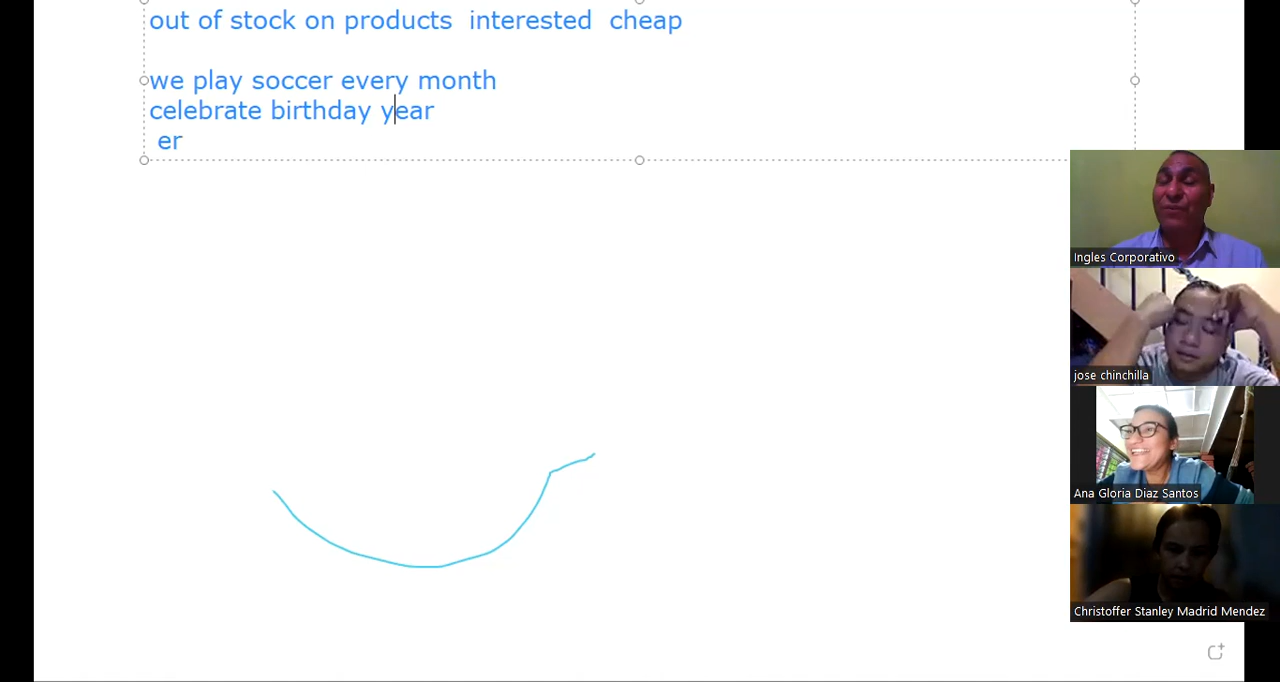 out of stock on products interested cheap
we play soccer every month
celebrate birthday year
er
Ingles Corporativo
jose chinchilla
Ana Gloria Diaz Santos
Christoffer Stanley Madrid Mendez